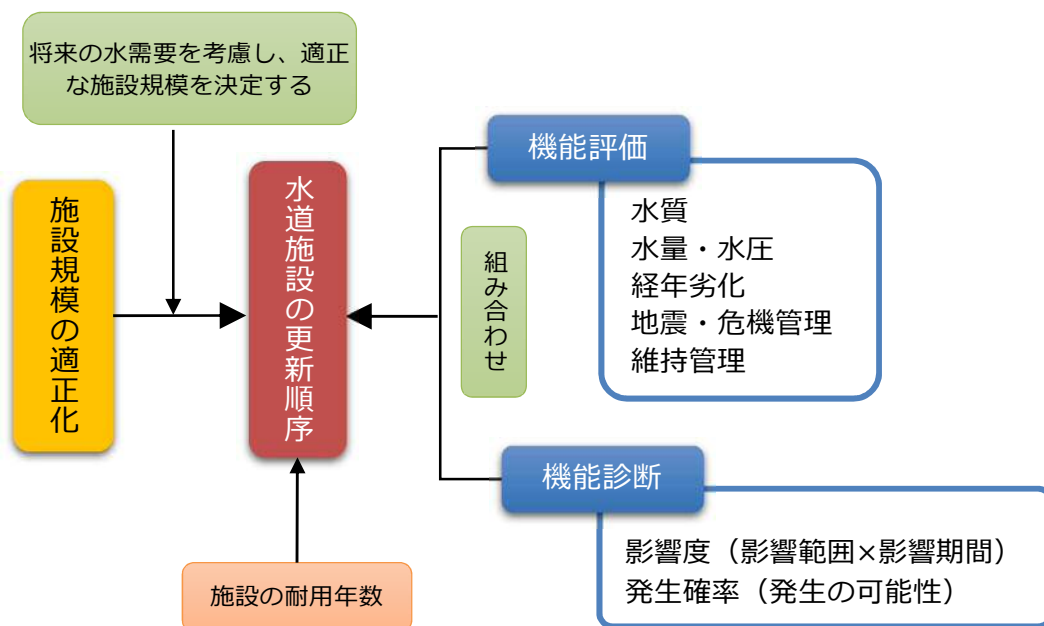 将来の水需要を考慮し、適正
な施設規模を決定する
施設規模の適正化
水道施設の更新順序
施設の耐用年数
組み合わせ
機能評価
水質
水量・水圧
経年劣化
地震・危機管理
維持管理
機能診断
影響度（影響範囲×影響期間）
発生確率（発生の可能性）